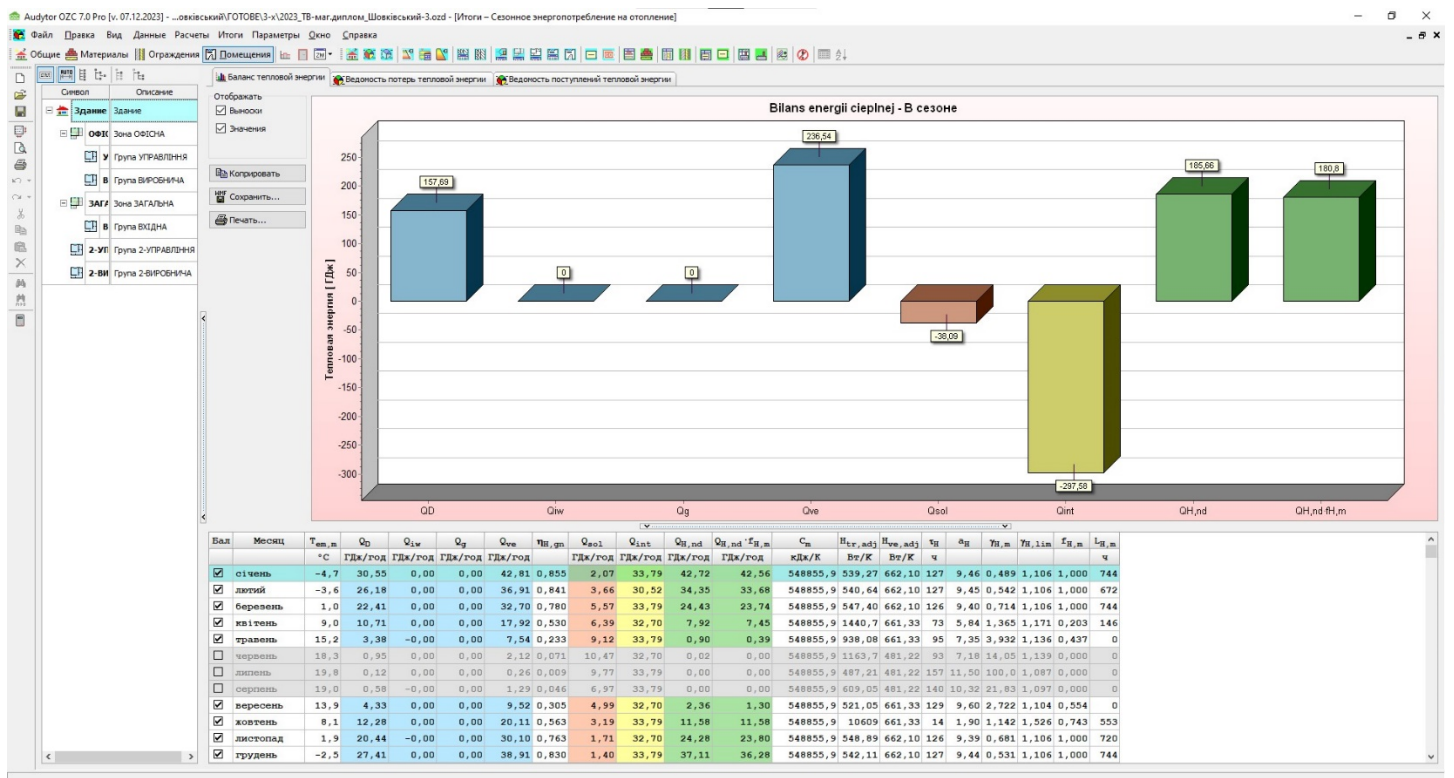 Audytor OZC 7.0 Pro [v. 07.12.2023] - ...овківський\ГОТОВЕ\3-х\2023_ТВ-маг.диплом_Шовківський-3.ozd - [Итоги – Сезонное энергопотребление на отопление]
Файл Правка Вид Данные Расчеты Итоги Параметры Окно Справка
Общие Материалы Ограждения Помещения
Символ Описание
Здание Здание
ОФІС Зона ОФІСНА
У Група УПРАВЛІННЯ
В Група ВИРОБНИЧА
ЗАГА Зона ЗАГАЛЬНА
В Група ВХІДНА
2-УП Група 2-УПРАВЛІННЯ
2-ВИ Група 2-ВИРОБНИЧА
Баланс тепловой энергии Ведомость потерь тепловой энергии Ведомость поступлений тепловой энергии
Отображать
Выноски
Значения
Коприровать
Сохранить...
Печать...
Bilans energii cieplnej - В сезоне
Тепловая энергия [ГДж]
250
200
150
100
50
0
-50
-100
-150
-200
-250
-300
157,69
0
0
236,54
-38,09
-297,58
185,66
180,8
QD Qiw Qg Qve Qsol Qint QH,nd QH,nd·fH,m
Бал Месяц Tem,m QD Qiw Qg Qve ηH,gn Qsol Qint QH,nd QH,nd·fH,m Cm Htr,adj Hve,adj τH aH γH,m γH,lim fH,m LH,m
°C ГДж/год ГДж/год ГДж/год ГДж/год ГДж/год ГДж/год ГДж/год ГДж/год кДж/K Вт/K Вт/K ч ч
січень -4,7 30,55 0,00 0,00 42,81 0,855 2,07 33,79 42,72 42,56 548855,9 539,27 662,10 127 9,46 0,489 1,106 1,000 744
лютий -3,6 26,18 0,00 0,00 36,91 0,841 3,66 30,52 34,35 33,68 548855,9 540,64 662,10 127 9,45 0,542 1,106 1,000 672
березень 1,0 22,41 0,00 0,00 32,70 0,780 5,57 33,79 24,43 23,74 548855,9 547,40 662,10 126 9,40 0,714 1,106 1,000 744
квітень 9,0 10,71 0,00 0,00 17,92 0,530 6,39 32,70 7,92 7,45 548855,9 1440,7 661,33 73 5,84 1,365 1,171 0,203 146
травень 15,2 3,38 -0,00 0,00 7,54 0,233 9,12 33,79 0,90 0,39 548855,9 938,08 661,33 95 7,35 3,932 1,136 0,437 0
червень 18,3 0,95 0,00 0,00 2,12 0,071 10,47 32,70 0,02 0,00 548855,9 1163,7 481,22 93 7,18 14,05 1,139 0,000 0
липень 19,8 0,12 0,00 0,00 0,26 0,009 9,77 33,79 0,00 0,00 548855,9 487,21 481,22 157 11,50 100,0 1,087 0,000 0
серпень 19,0 0,58 -0,00 0,00 1,29 0,046 6,97 33,79 0,00 0,00 548855,9 609,05 481,22 140 10,32 21,83 1,097 0,000 0
вересень 13,9 4,33 0,00 0,00 9,52 0,305 4,99 32,70 2,36 1,30 548855,9 521,05 661,33 129 9,60 2,722 1,104 0,554 0
жовтень 8,1 12,28 0,00 0,00 20,11 0,563 3,19 33,79 11,58 11,58 548855,9 10609 661,33 14 1,90 1,142 1,526 0,743 553
листопад 1,9 20,44 -0,00 0,00 30,10 0,763 1,71 32,70 24,28 23,80 548855,9 548,89 662,10 126 9,39 0,681 1,106 1,000 720
грудень -2,5 27,41 0,00 0,00 38,91 0,830 1,40 33,79 37,11 36,28 548855,9 542,11 662,10 127 9,44 0,531 1,106 1,000 744